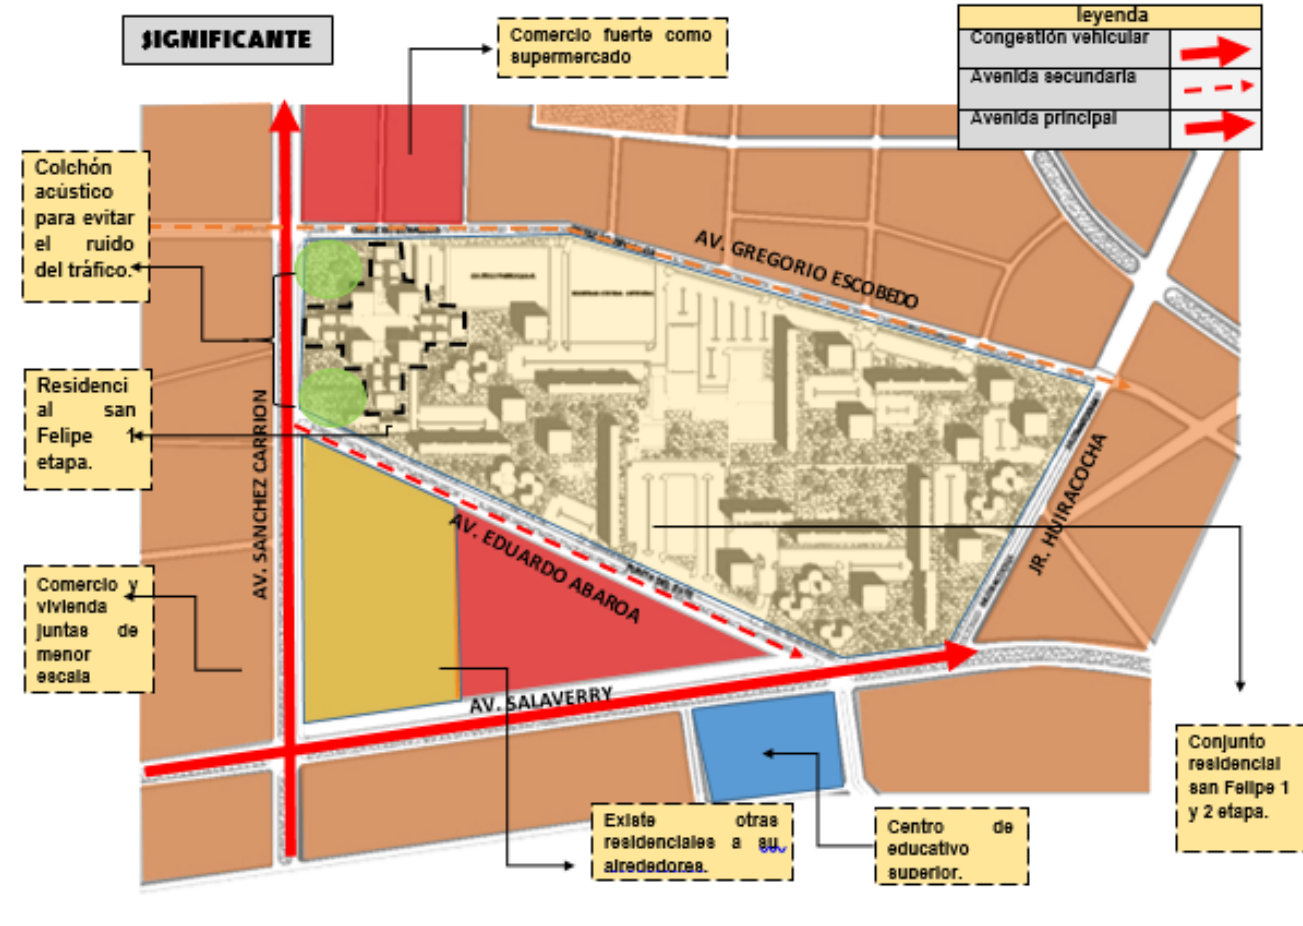 SIGNIFICANTE
Comercio fuerte como
supermercado
leyenda
Congestión vehicular
Avenida secundaria
Avenida principal
Colchón
acústico
para evitar
el ruido
del tráfico.
AV. GREGORIO ESCOBEDO
Residenci
al san
Felipe 1
etapa.
AV. SANCHEZ CARRION
JR. HUIRACOCHA
AV. EDUARDO ABAROA
Comercio y
vivienda
juntas de
menor
escala
AV. SALAVERRY
Conjunto
residencial
san Felipe 1
y 2 etapa.
Existe otras
residenciales a su
alrededores.
Centro de
educativo
superior.